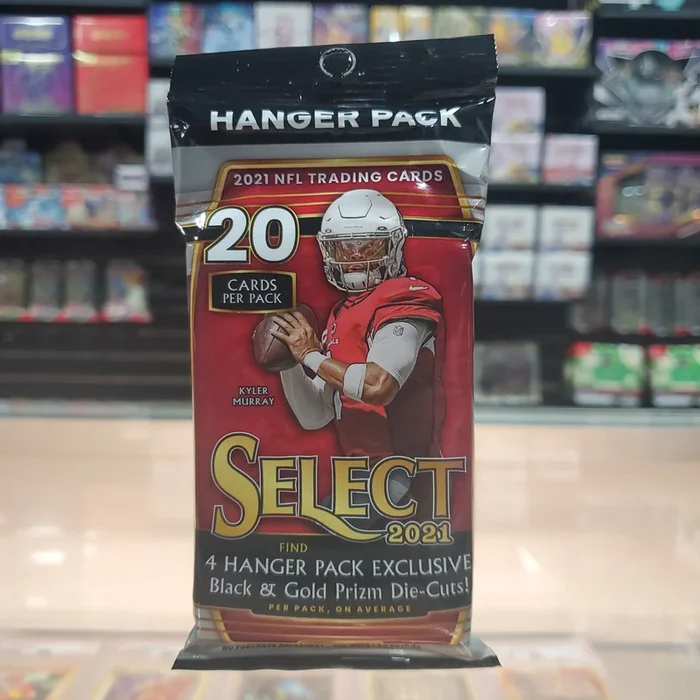 HANGER PACK
2021 NFL TRADING CARDS
20
CARDS
PER PACK
KYLER
MURRAY
SELECT
2021
FIND
4 HANGER PACK EXCLUSIVE
Black & Gold Prizm Die-Cuts!
PER PACK, ON AVERAGE